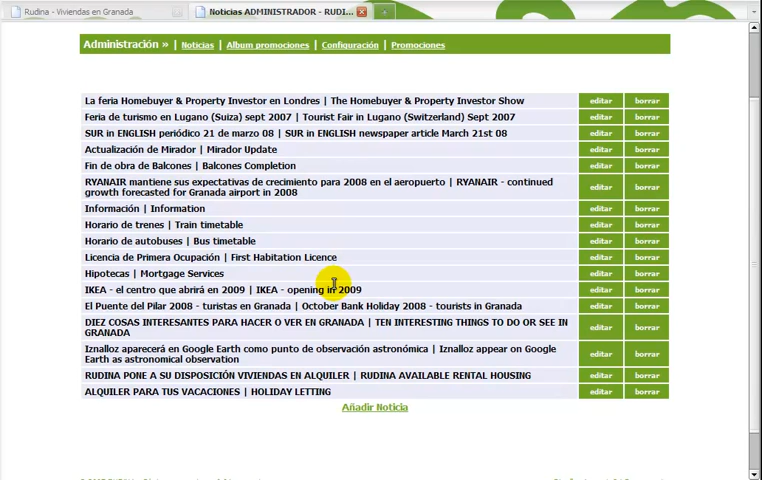 Rudina - Viviendas en Granada
Noticias ADMINISTRADOR - RUDI...
Administración » | Noticias | Album promociones | Configuración | Promociones
La feria Homebuyer & Property Investor en Londres | The Homebuyer & Property Investor Show editar borrar
Feria de turismo en Lugano (Suiza) sept 2007 | Tourist Fair in Lugano (Switzerland) Sept 2007 editar borrar
SUR in ENGLISH periódico 21 de marzo 08 | SUR in ENGLISH newspaper article March 21st 08 editar borrar
Actualización de Mirador | Mirador Update editar borrar
Fin de obra de Balcones | Balcones Completion editar borrar
RYANAIR mantiene sus expectativas de crecimiento para 2008 en el aeropuerto | RYANAIR - continued
growth forecasted for Granada airport in 2008 editar borrar
Información | Information editar borrar
Horario de trenes | Train timetable editar borrar
Horario de autobuses | Bus timetable editar borrar
Licencia de Primera Ocupación | First Habitation Licence editar borrar
Hipotecas | Mortgage Services editar borrar
IKEA - el centro que abrirá en 2009 | IKEA - opening in 2009 editar borrar
El Puente del Pilar 2008 - turistas en Granada | October Bank Holiday 2008 - tourists in Granada editar borrar
DIEZ COSAS INTERESANTES PARA HACER O VER EN GRANADA | TEN INTERESTING THINGS TO DO OR SEE IN
GRANADA editar borrar
Iznalloz aparecerá en Google Earth como punto de observación astronómica | Iznalloz appear on Google
Earth as astronomical observation editar borrar
RUDINA PONE A SU DISPOSICIÓN VIVIENDAS EN ALQUILER | RUDINA AVAILABLE RENTAL HOUSING editar borrar
ALQUILER PARA TUS VACACIONES | HOLIDAY LETTING editar borrar
Añadir Noticia